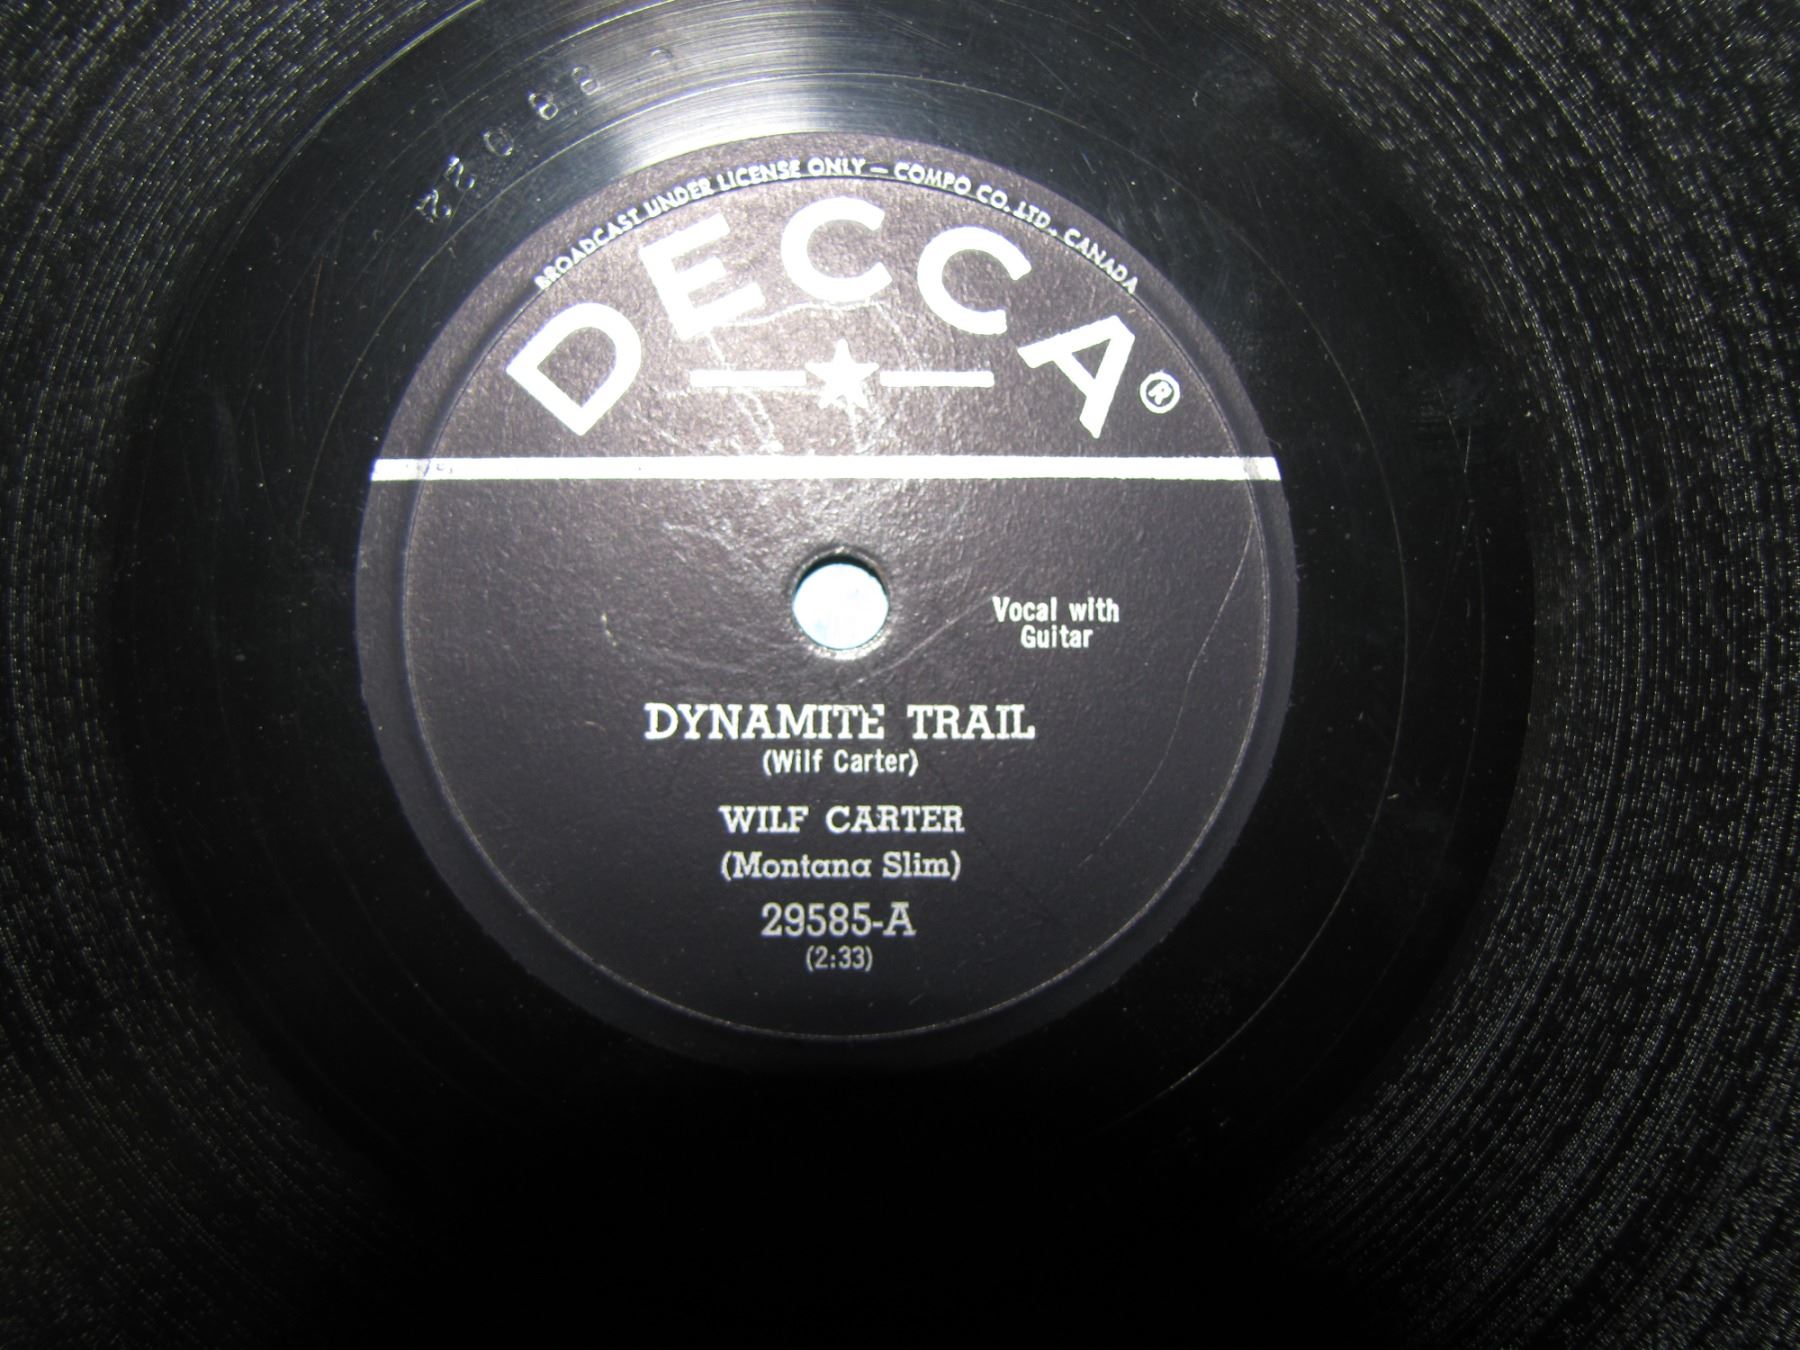 BROADCAST UNDER LICENSE ONLY — COMPO CO. LTD., CANADA
DECCA®
Vocal with
Guitar
DYNAMITE TRAIL
(Wilf Carter)
WILF CARTER
(Montana Slim)
29585-A
(2:33)